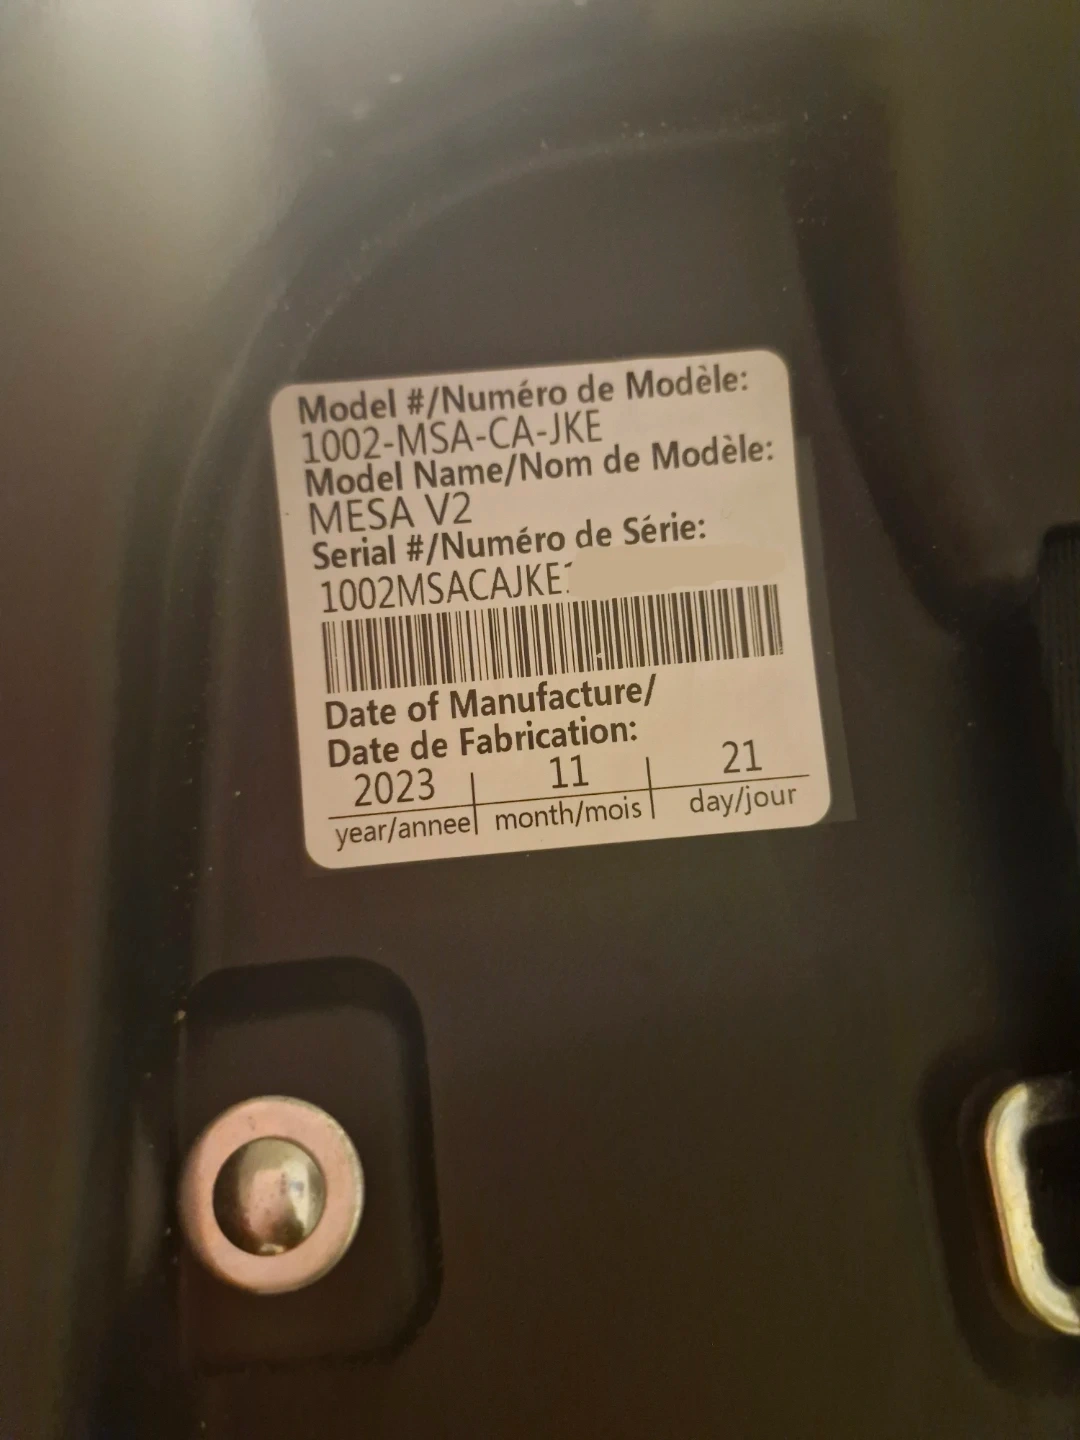 Model #/Numéro de Modèle:
1002-MSA-CA-JKE
Model Name/Nom de Modèle:
MESA V2
Serial #/Numéro de Série:
1002MSACAJKE
Date of Manufacture/
Date de Fabrication:
2023 11 21
year/annee month/mois day/jour